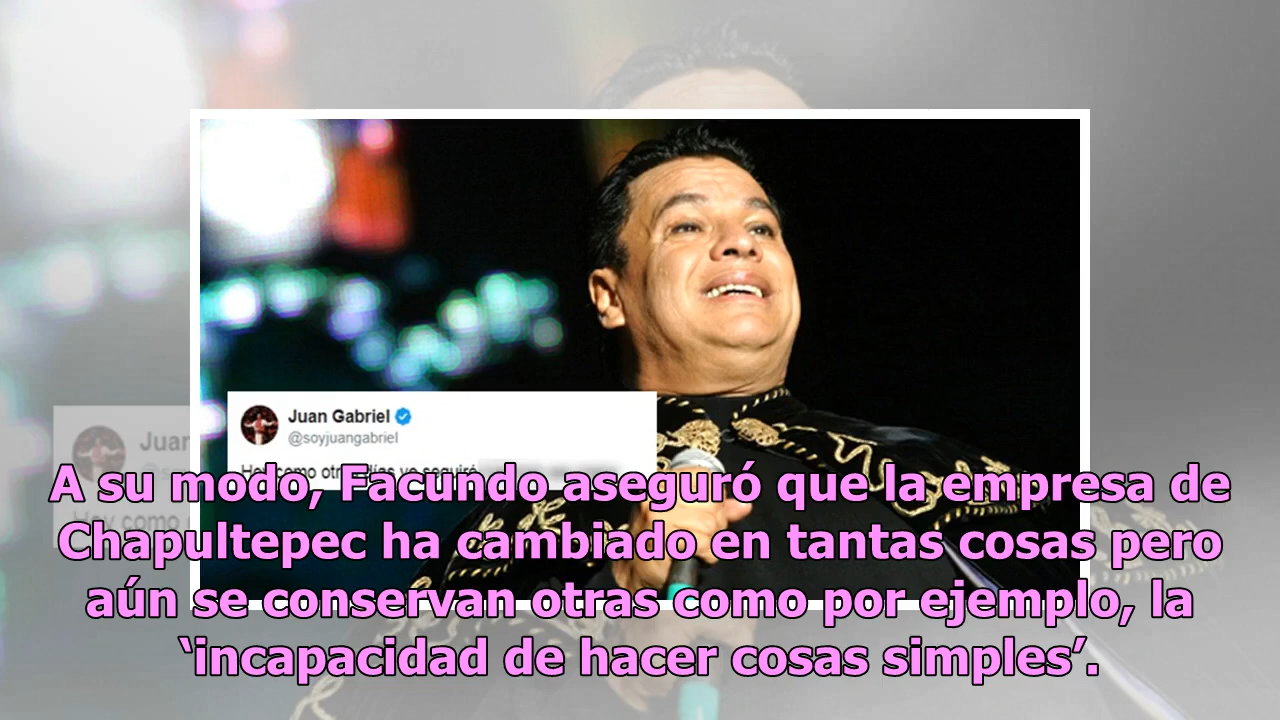 Juan Gabriel
@soyjuangabriel
A su modo, Facundo aseguró que la empresa de
Chapultepec ha cambiado en tantas cosas pero
aún se conservan otras como por ejemplo, la
‘incapacidad de hacer cosas simples’.